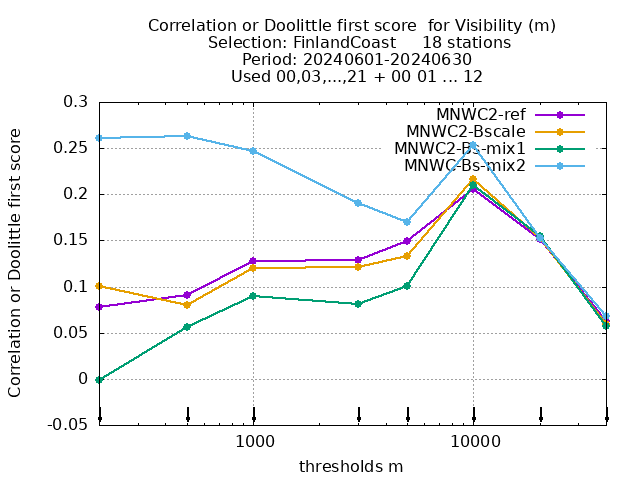 Correlation or Doolittle first score  for Visibility (m)
Selection: FinlandCoast     18 stations
Period: 20240601-20240630
Used 00,03,...,21 + 00 01 ... 12
Correlation or Doolittle first score
0.3
0.25
0.2
0.15
0.1
0.05
0
-0.05
MNWC2-ref
MNWC2-Bscale
MNWC2-Bs-mix1
MNWC-Bs-mix2
1000
10000
thresholds m